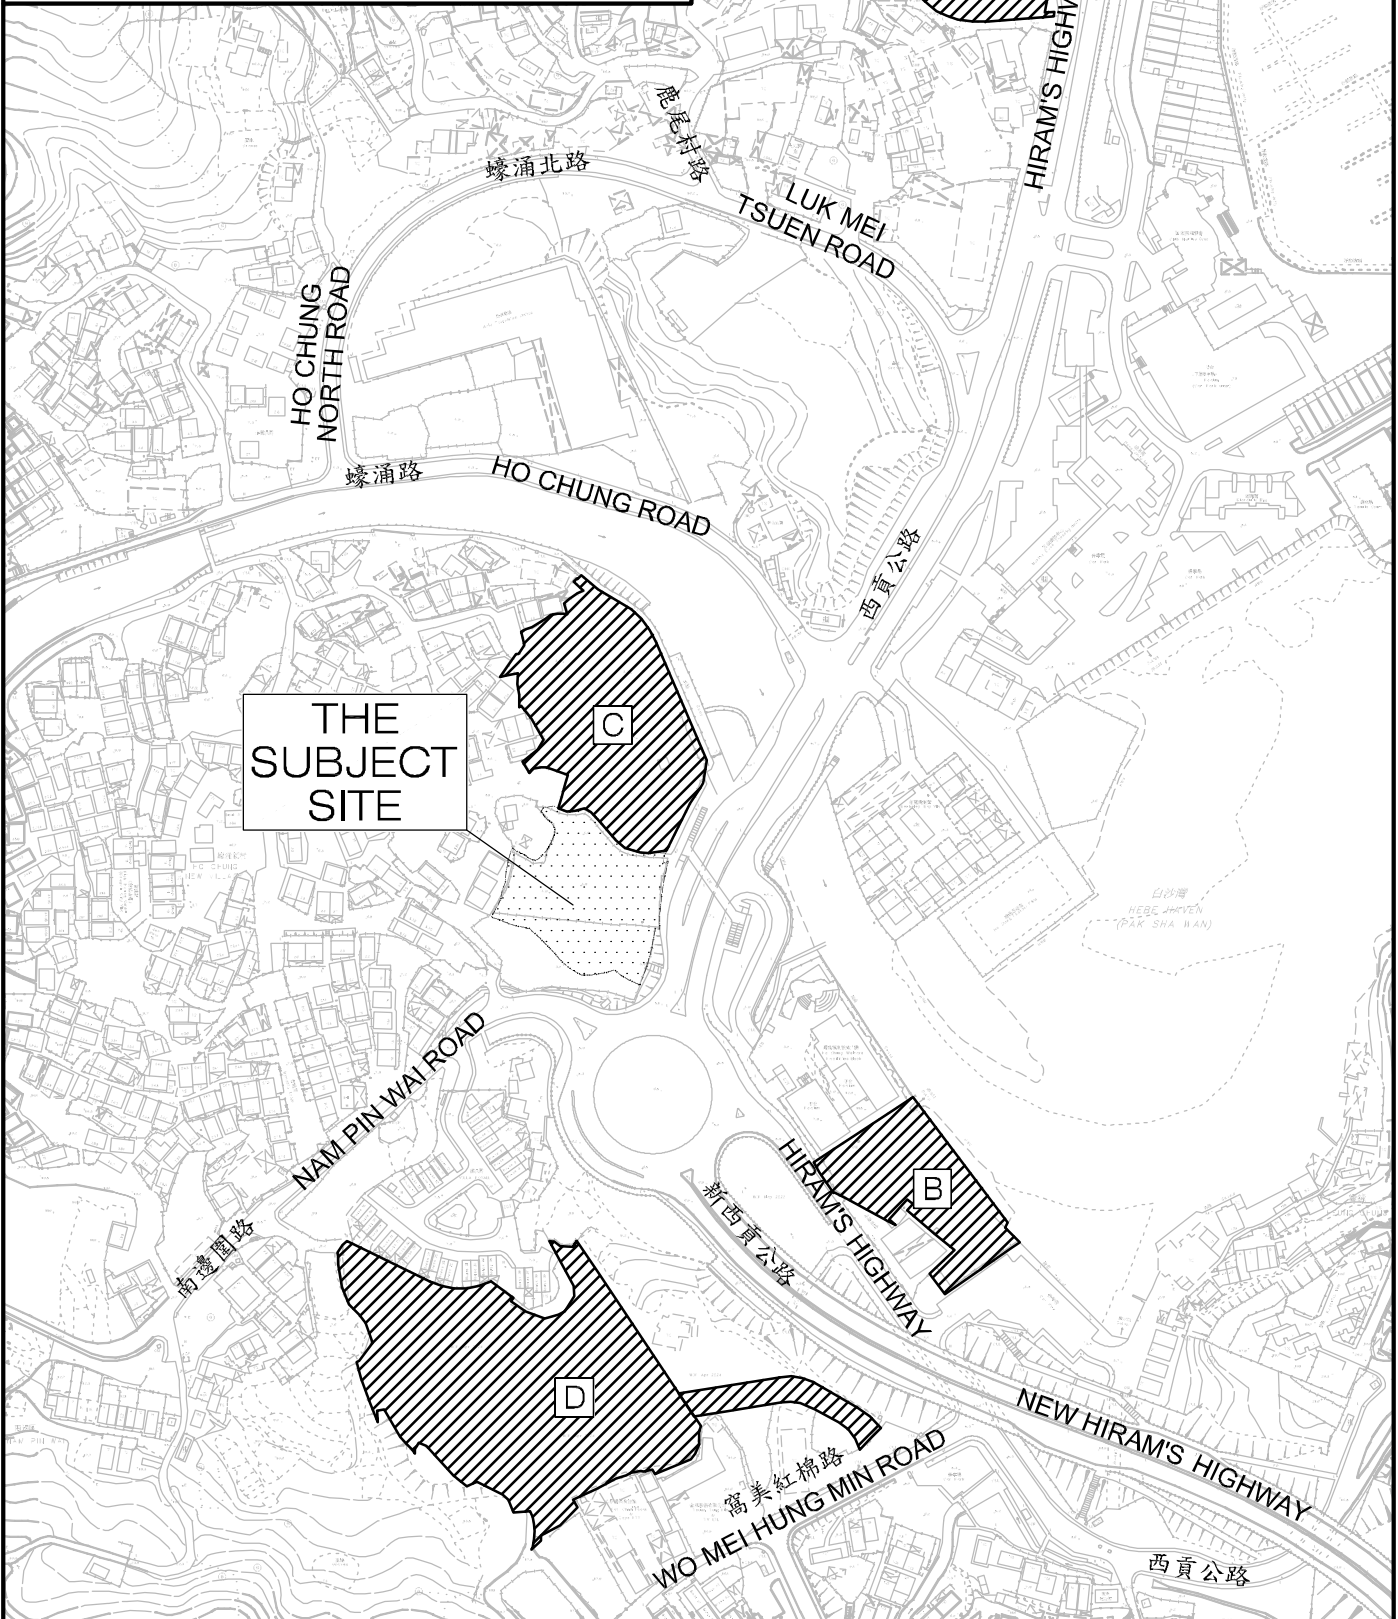 HIRAM'S HIGHW
鹿尾村路
蠔涌北路
LUK MEI
TSUEN ROAD
HO CHUNG
NORTH ROAD
蠔涌路
HO CHUNG ROAD
西貢公路
C
THE
SUBJECT
SITE
白沙灣
HEBE HAVEN
(PAK SHA WAN)
NAM PIN WAI ROAD
南邊圍路
HIRAM'S HIGHWAY
B
新西貢公路
D
NEW HIRAM'S HIGHWAY
窩美紅棉路
WO MEI HUNG MIN ROAD
西貢公路